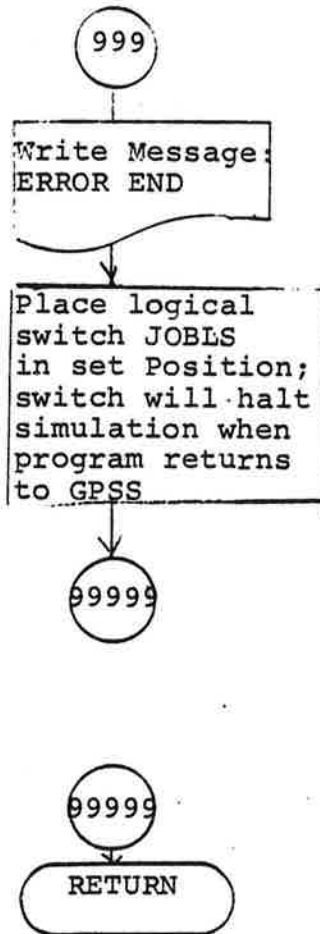 999
Write Message:
ERROR END
Place logical
switch JOBLS
in set Position;
switch will halt
simulation when
program returns
to GPSS
99999
99999
RETURN